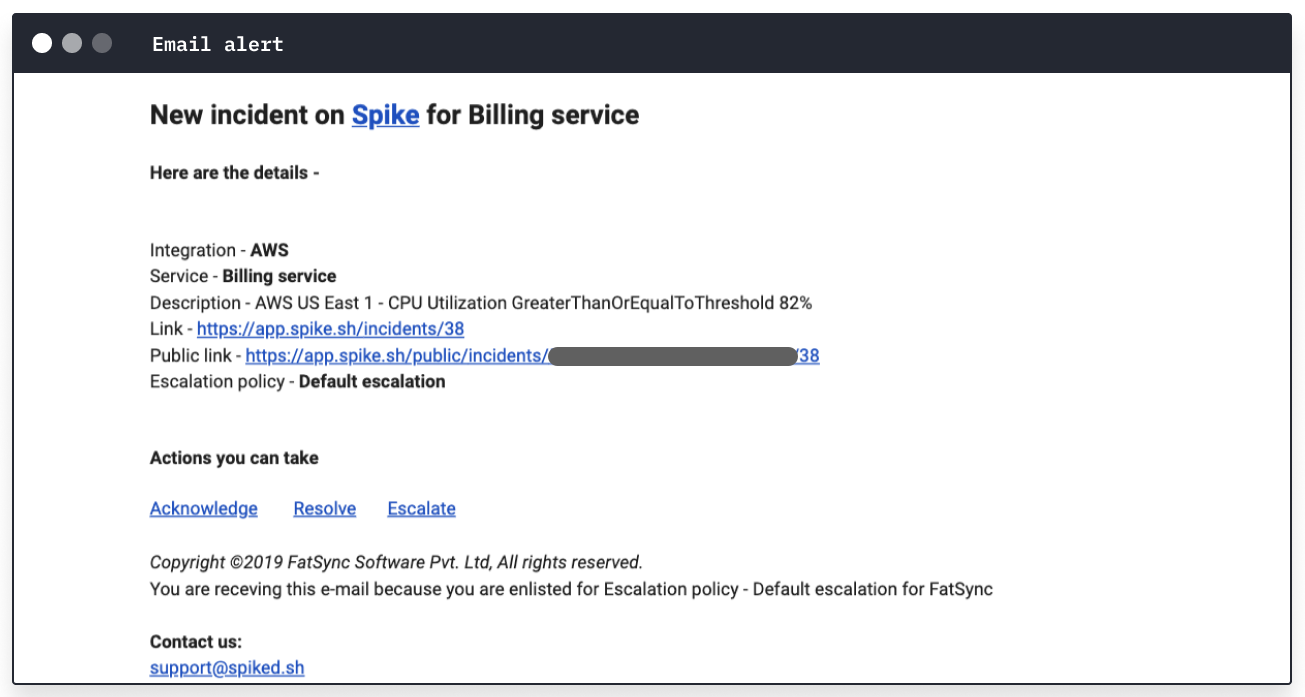 Email alert
New incident on Spike for Billing service
Here are the details -
Integration - AWS
Service - Billing service
Description - AWS US East 1 - CPU Utilization GreaterThanOrEqualToThreshold 82%
Link - https://app.spike.sh/incidents/38
Public link - https://app.spike.sh/public/incidents/ /38
Escalation policy - Default escalation
Actions you can take
Acknowledge Resolve Escalate
Copyright ©2019 FatSync Software Pvt. Ltd, All rights reserved.
You are receving this e-mail because you are enlisted for Escalation policy - Default escalation for FatSync
Contact us:
support@spiked.sh